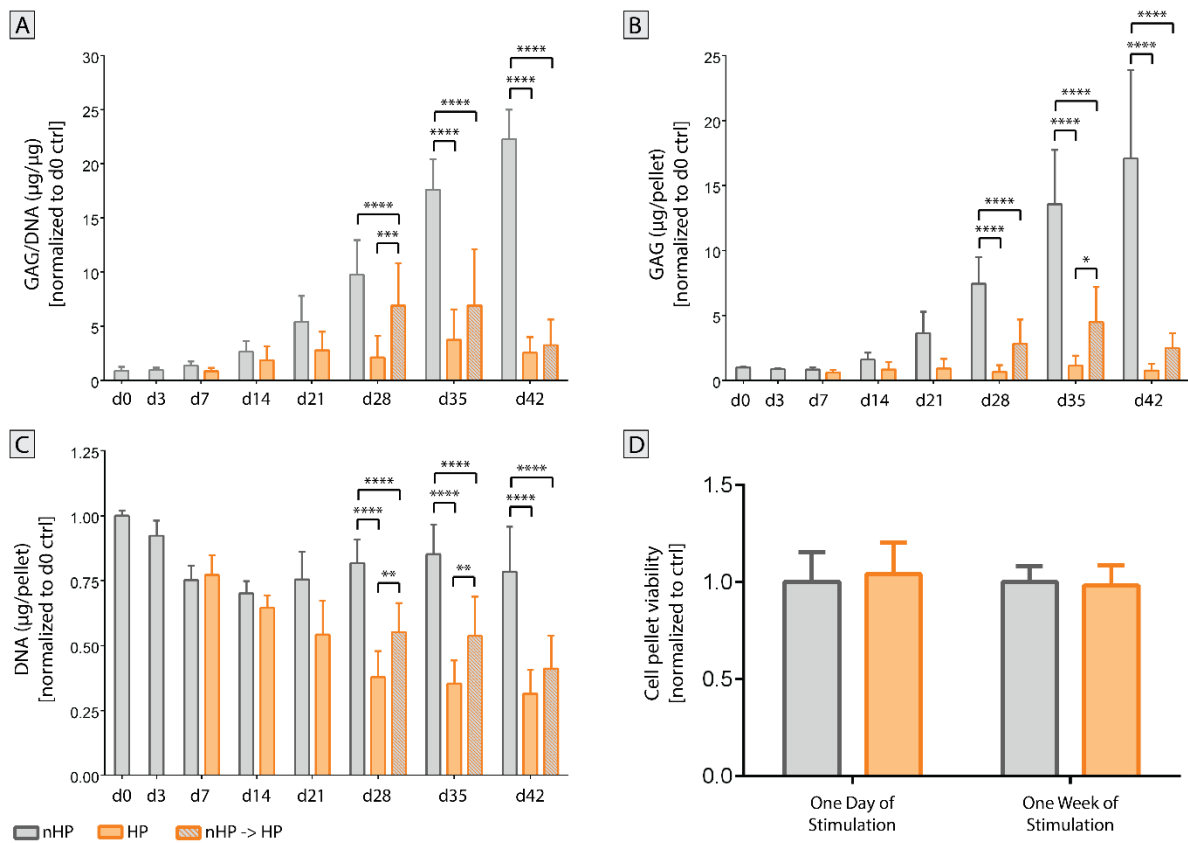 A
GAG/DNA (μg/μg)
[normalized to d0 ctrl]
30
25
20
15
10
5
0
**** ***
**** ****
**** ****
d0 d3 d7 d14 d21 d28 d35 d42
B
GAG (μg/pellet)
[normalized to d0 ctrl]
25
20
15
10
5
0
**** ****
**** **** *
**** ****
d0 d3 d7 d14 d21 d28 d35 d42
C
DNA (μg/pellet)
[normalized to d0 ctrl]
1.25
1.00
0.75
0.50
0.25
0.00
**** **** **
**** **** **
**** ****
d0 d3 d7 d14 d21 d28 d35 d42
nHP HP nHP -> HP
D
Cell pellet viability
[normalized to ctrl]
1.5
1.0
0.5
0.0
One Day of
Stimulation
One Week of
Stimulation